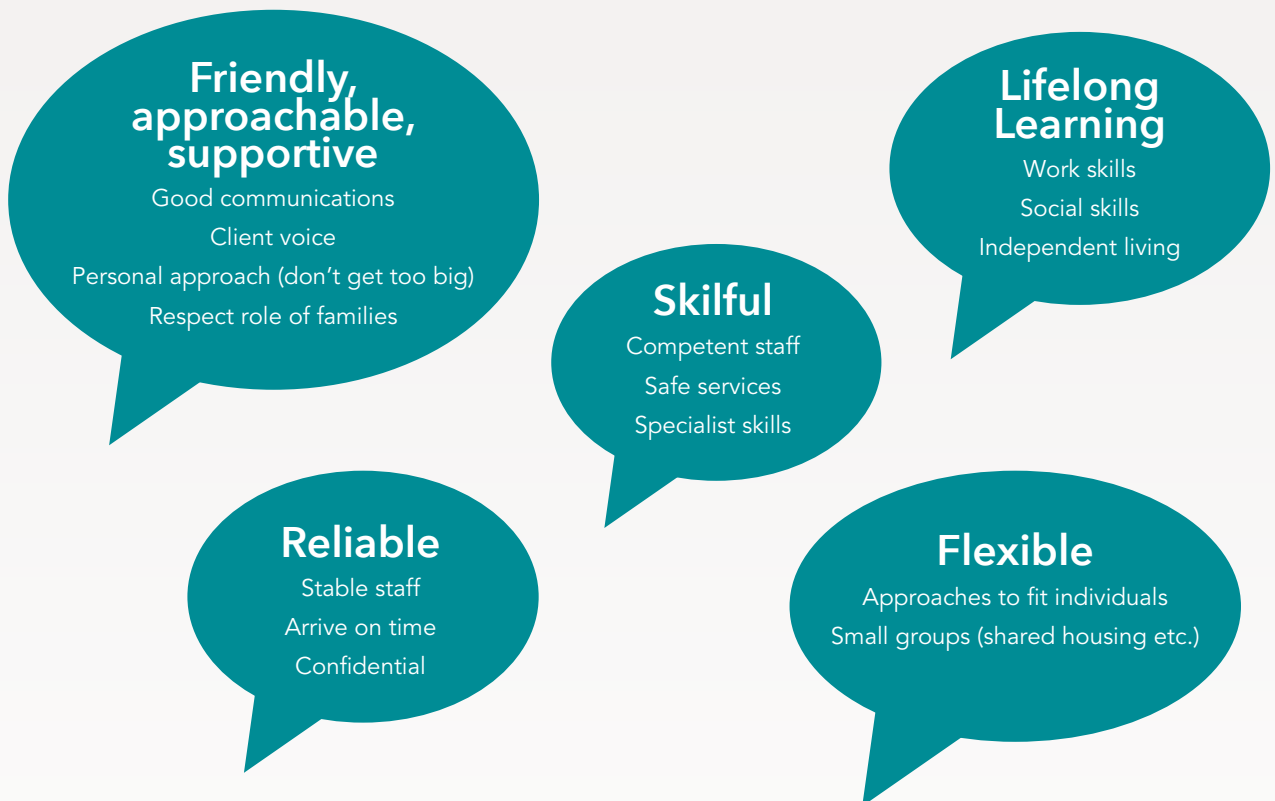 Friendly,
approachable,
supportive
Good communications
Client voice
Personal approach (don’t get too big)
Respect role of families
Lifelong
Learning
Work skills
Social skills
Independent living
Skilful
Competent staff
Safe services
Specialist skills
Reliable
Stable staff
Arrive on time
Confidential
Flexible
Approaches to fit individuals
Small groups (shared housing etc.)